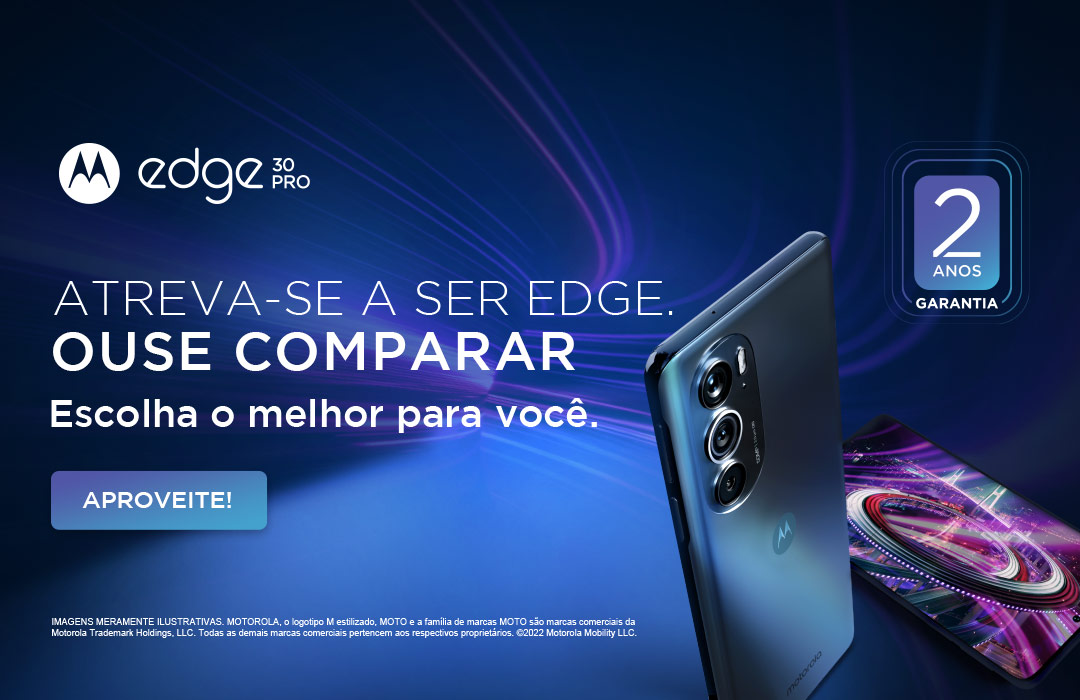 edge 30 PRO
2
ANOS
GARANTIA
ATREVA-SE A SER EDGE.
OUSE COMPARAR
Escolha o melhor para você.
APROVEITE!
motorola
IMAGENS MERAMENTE ILUSTRATIVAS. MOTOROLA, o logotipo M estilizado, MOTO e a família de marcas MOTO são marcas comerciais da
Motorola Trademark Holdings, LLC. Todas as demais marcas comerciais pertencem aos respectivos proprietários. ©2022 Motorola Mobility LLC.